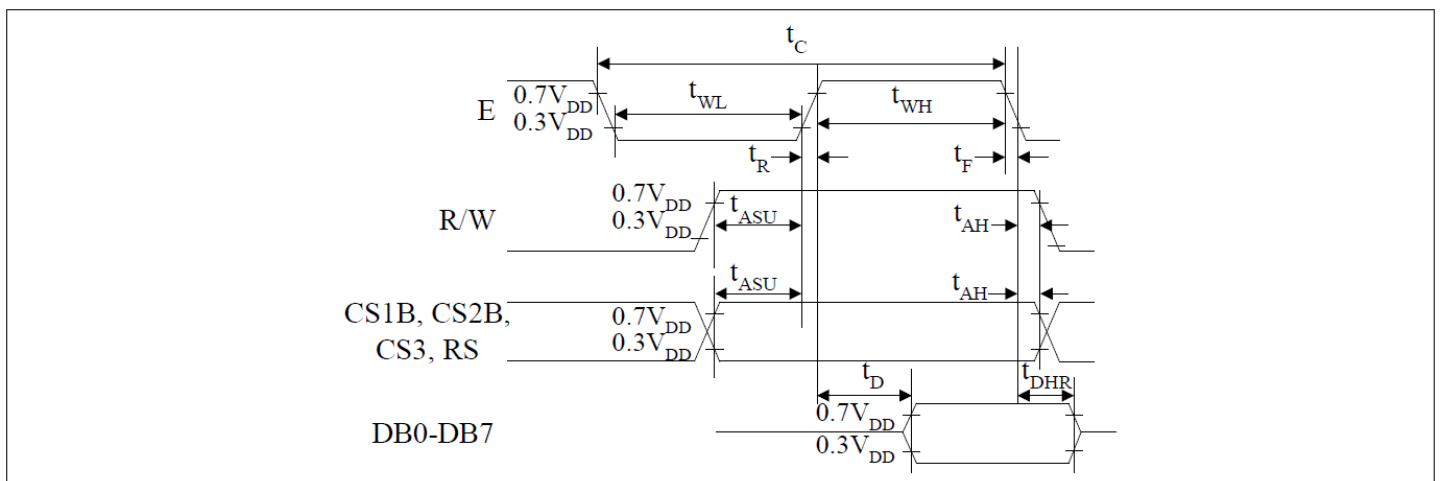 t_C
0.7V_DD
E
0.3V_DD
t_WL
t_WH
t_R
t_F
0.7V_DD
R/W
0.3V_DD
t_ASU
t_AH
t_ASU
t_AH
CS1B, CS2B,
CS3, RS
0.7V_DD
0.3V_DD
t_D
t_DHR
0.7V_DD
DB0-DB7
0.3V_DD